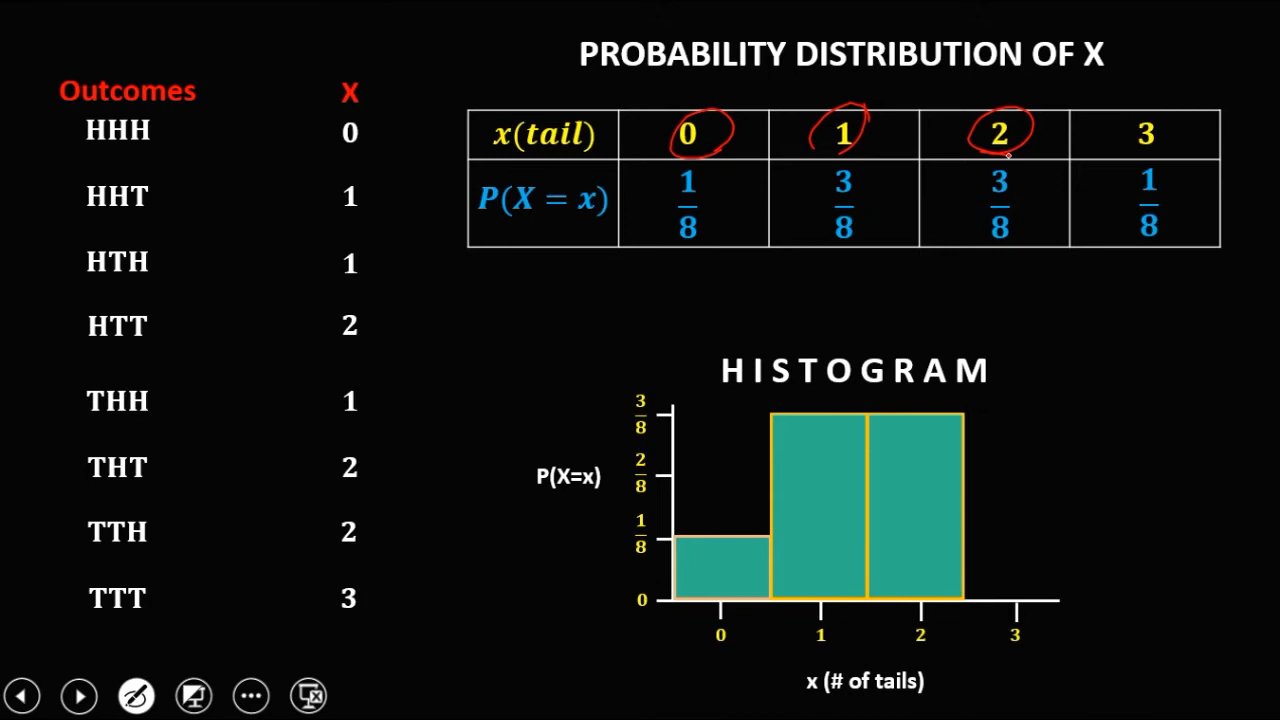 PROBABILITY DISTRIBUTION OF X
Outcomes X
HHH 0
HHT 1
HTH 1
HTT 2
THH 1
THT 2
TTH 2
TTT 3
x(tail) 0 1 2 3
P(X = x) 1/8 3/8 3/8 1/8
HISTOGRAM
3/8
2/8
P(X=x)
1/8
0
0 1 2 3
x (# of tails)